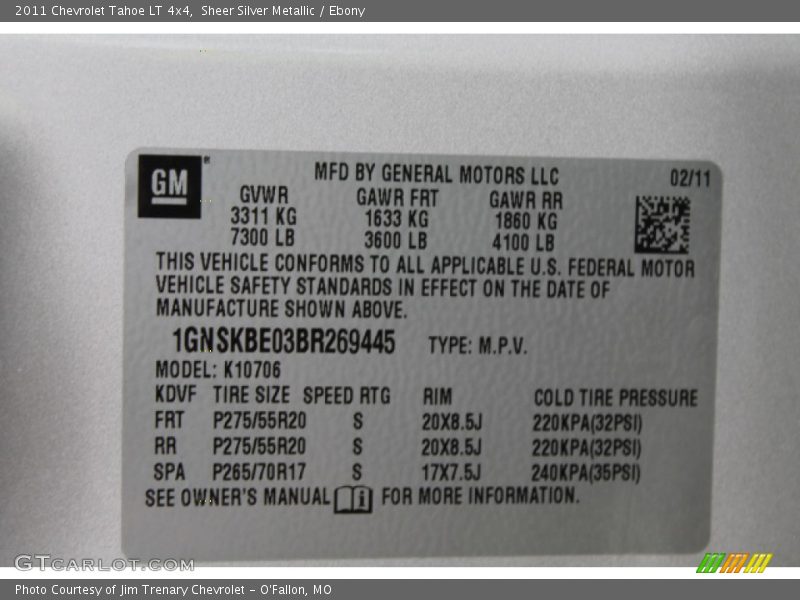 2011 Chevrolet Tahoe LT 4x4, Sheer Silver Metallic / Ebony
GM
MFD BY GENERAL MOTORS LLC 02/11
GVWR GAWR FRT GAWR RR
3311 KG 1633 KG 1860 KG
7300 LB 3600 LB 4100 LB
THIS VEHICLE CONFORMS TO ALL APPLICABLE U.S. FEDERAL MOTOR
VEHICLE SAFETY STANDARDS IN EFFECT ON THE DATE OF
MANUFACTURE SHOWN ABOVE.
1GNSKBE03BR269445 TYPE: M.P.V.
MODEL: K10706
KDVF TIRE SIZE SPEED RTG RIM COLD TIRE PRESSURE
FRT P275/55R20 S 20X8.5J 220KPA(32PSI)
RR P275/55R20 S 20X8.5J 220KPA(32PSI)
SPA P265/70R17 S 17X7.5J 240KPA(35PSI)
SEE OWNER'S MANUAL i FOR MORE INFORMATION.
GTcarlot.com
Photo Courtesy of Jim Trenary Chevrolet - O'Fallon, MO